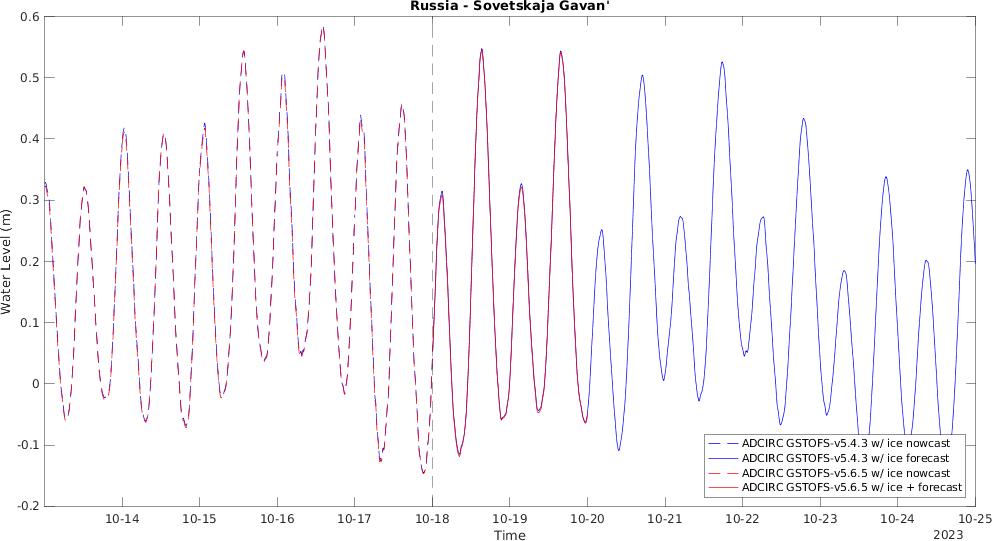 Russia - Sovetskaja Gavan'
Water Level (m)
0.6
0.5
0.4
0.3
0.2
0.1
0
-0.1
-0.2
ADCIRC GSTOFS-v5.4.3 w/ ice nowcast
ADCIRC GSTOFS-v5.4.3 w/ ice forecast
ADCIRC GSTOFS-v5.6.5 w/ ice nowcast
ADCIRC GSTOFS-v5.6.5 w/ ice + forecast
10-14 10-15 10-16 10-17 10-18 10-19 10-20 10-21 10-22 10-23 10-24 10-25
Time
2023